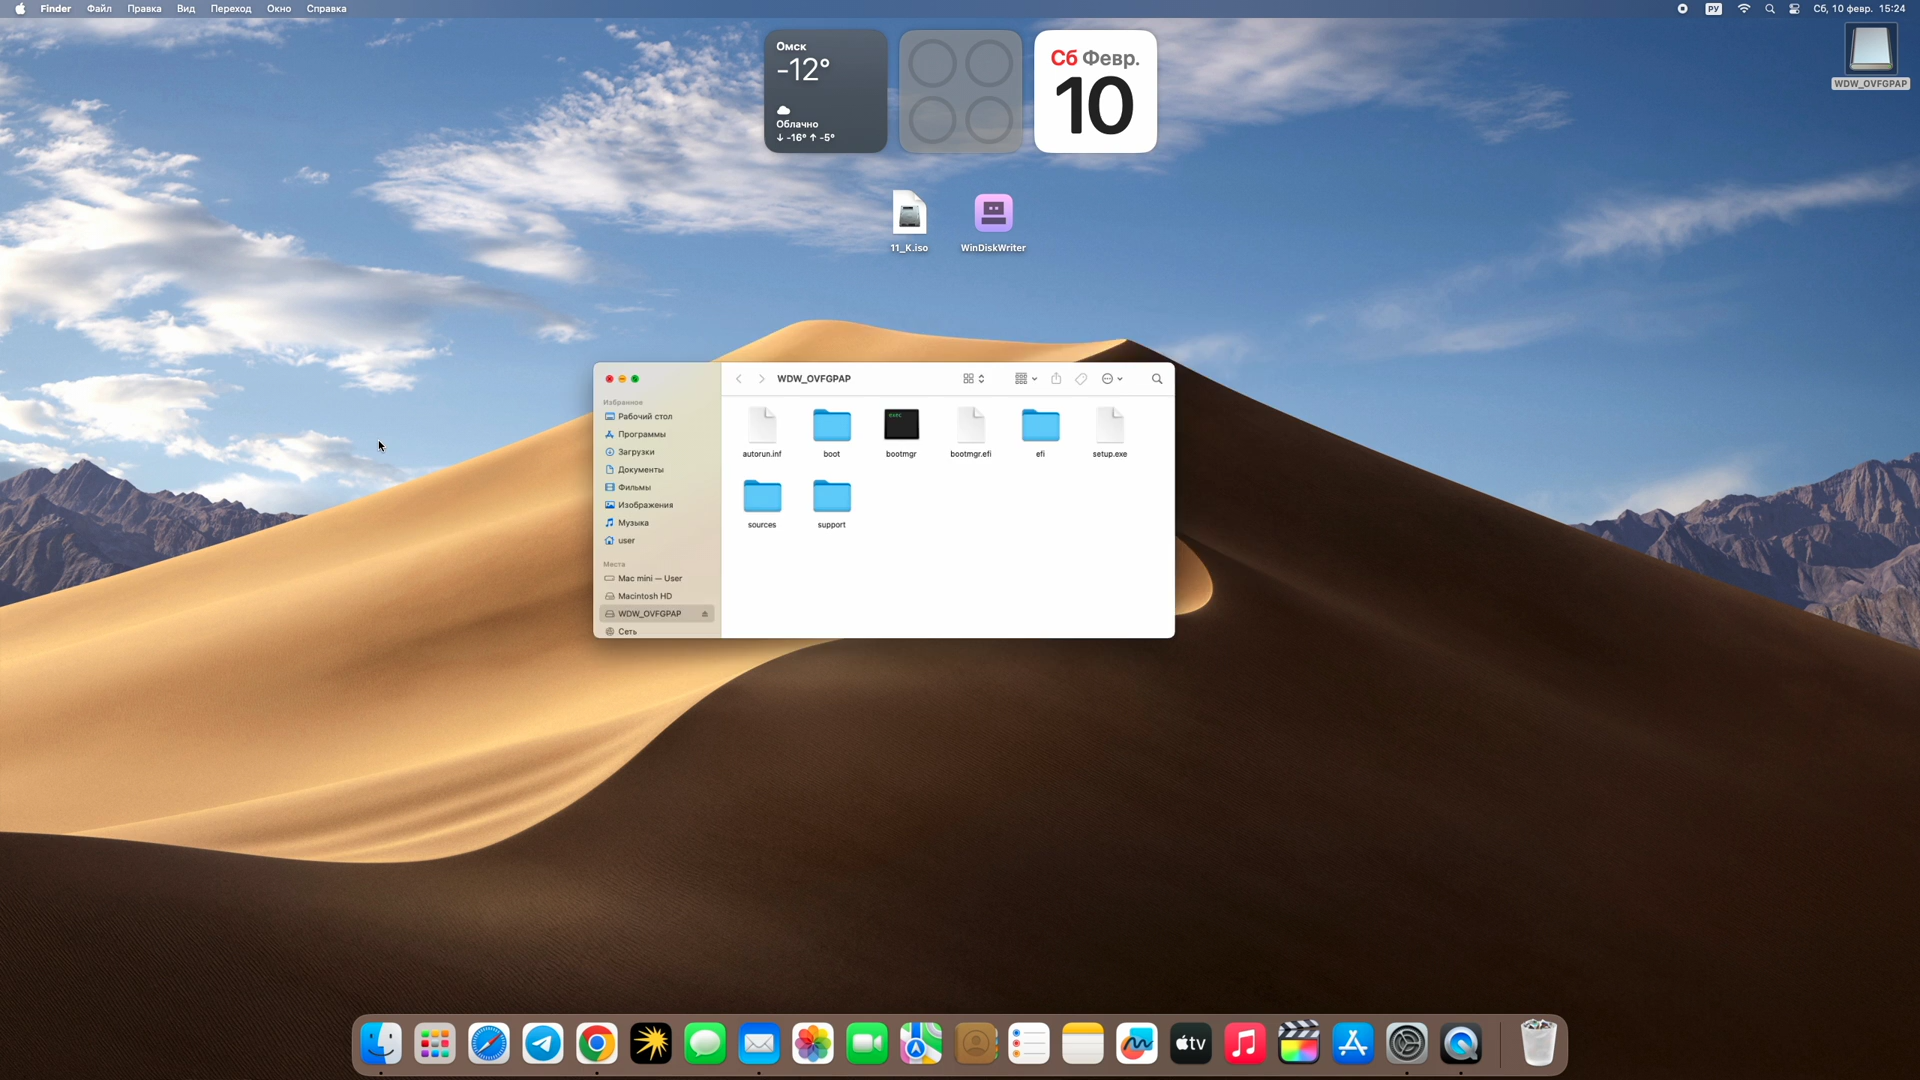 Finder Файл Правка Вид Переход Окно Справка
РУ Сб, 10 февр. 15:24
Омск
-12°
Облачно
↓ -16° ↑ -5°
Сб Февр.
10
WDW_OVFGPAP
11_K.iso
WinDiskWriter
WDW_OVFGPAP
Избранное
Рабочий стол
Программы
Загрузки
Документы
Фильмы
Изображения
Музыка
user
Места
Mac mini — User
Macintosh HD
WDW_OVFGPAP
Сеть
exec
autorun.inf
boot
bootmgr
bootmgr.efi
efi
setup.exe
sources
support
tv